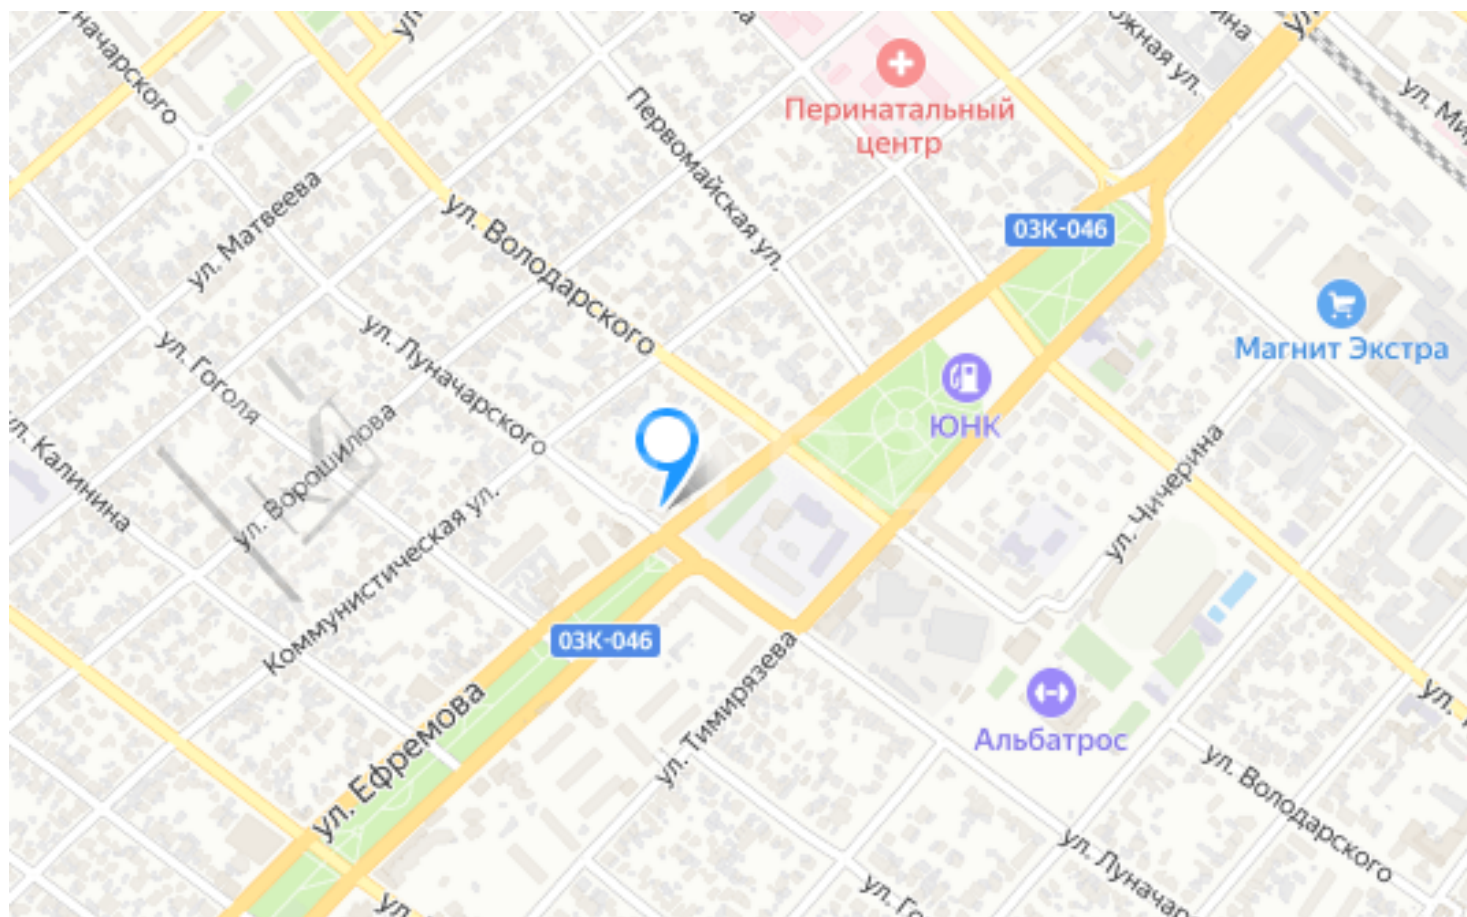 ул.
Перинатальный
центр
Первомайская ул.
ул. Матвеева
ул. Володарского
03К-046
Магнит Экстра
ул. Луначарского
ул. Гоголя
ЮНК
ул. Ворошилова
ул. Калинина
Коммунистическая ул.
ул. Чичерина
03К-046
ул. Ефремова
ул. Тимирязева
Альбатрос
ул. Володарского
ул. Луначар
ул. Го
ул.